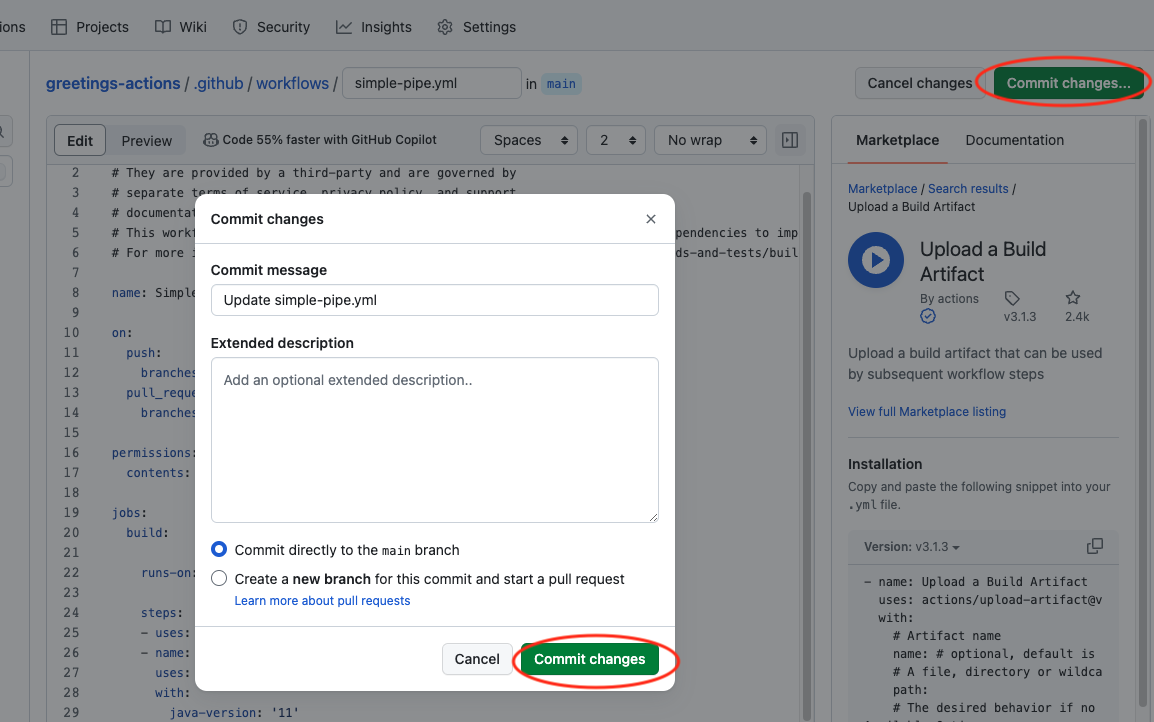 ions Projects Wiki Security Insights Settings
greetings-actions / .github / workflows / simple-pipe.yml in main Cancel changes Commit changes...
Edit Preview Code 55% faster with GitHub Copilot Spaces 2 No wrap
2 # They are provided by a third-party and are governed by
3 # separate terms of service, privacy policy, and support
4 # documentat
5 # This workf pendencies to imp
6 # For more i ds-and-tests/buil
7
8 name: Simple
9
10 on:
11 push:
12 branches
13 pull_reque
14 branches
15
16 permissions:
17 contents:
18
19 jobs:
20 build:
21
22 runs-on:
23
24 steps:
25 - uses:
26 - name:
27 uses:
28 with:
29 java-version: '11'
Commit changes
Commit message
Update simple-pipe.yml
Extended description
Add an optional extended description..
Commit directly to the main branch
Create a new branch for this commit and start a pull request
Learn more about pull requests
Cancel Commit changes
Marketplace Documentation
Marketplace / Search results /
Upload a Build Artifact
Upload a Build
Artifact
By actions v3.1.3 2.4k
Upload a build artifact that can be used
by subsequent workflow steps
View full Marketplace listing
Installation
Copy and paste the following snippet into your
.yml file.
Version: v3.1.3
- name: Upload a Build Artifact
uses: actions/upload-artifact@v
with:
# Artifact name
name: # optional, default is
# A file, directory or wildca
path:
# The desired behavior if no